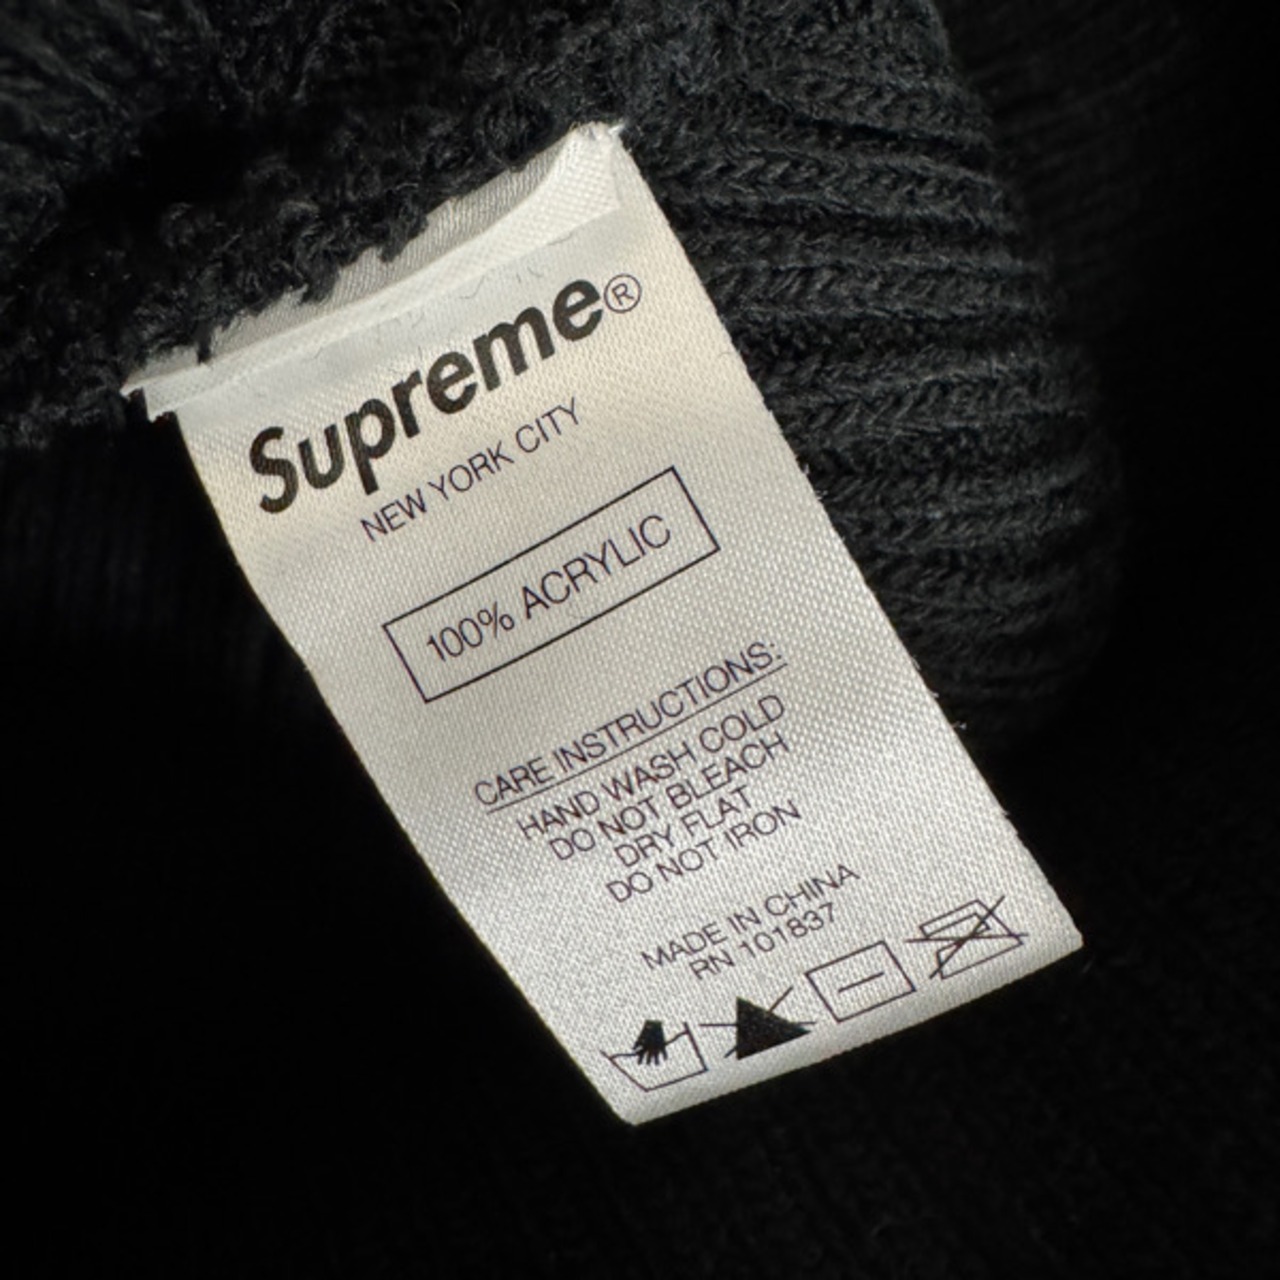 Supreme®
NEW YORK CITY
100% ACRYLIC
CARE INSTRUCTIONS:
HAND WASH COLD
DO NOT BLEACH
DRY FLAT
DO NOT IRON
MADE IN CHINA
RN 101837